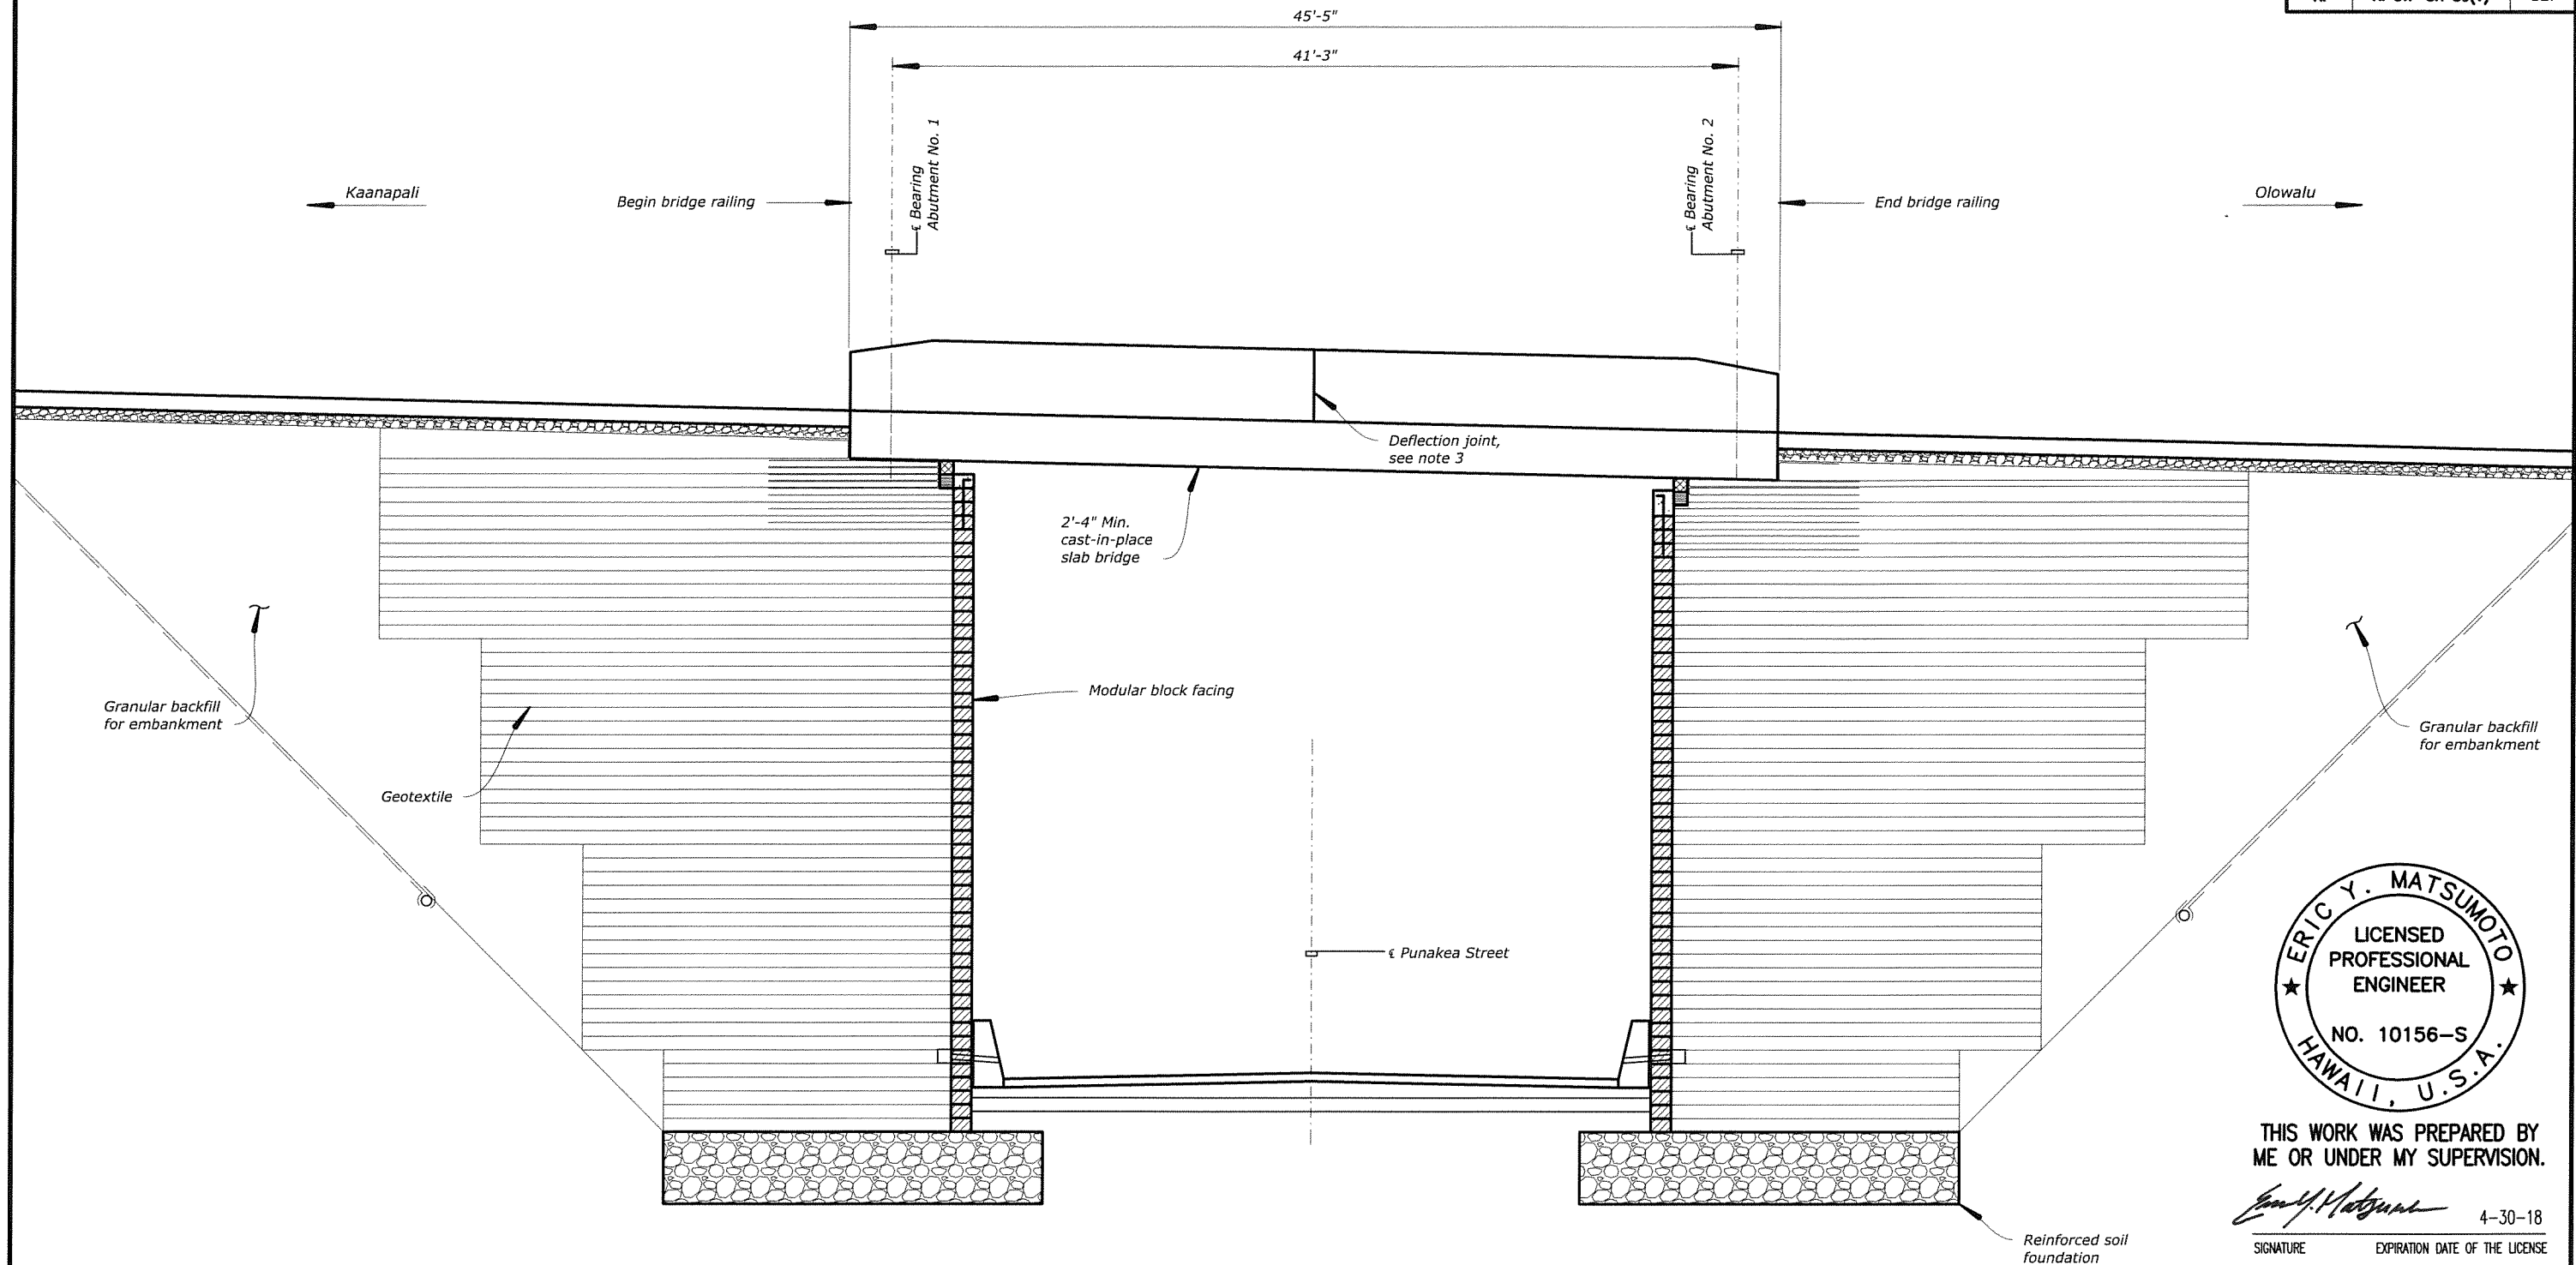 45'-5"
41'-3"
℄ Bearing
Abutment No. 1
℄ Bearing
Abutment No. 2
Kaanapali
Begin bridge railing
End bridge railing
Olowalu
Deflection joint,
see note 3
2'-4" Min.
cast-in-place
slab bridge
Modular block facing
Granular backfill
for embankment
Geotextile
Granular backfill
for embankment
℄ Punakea Street
ERIC Y. MATSUMOTO
LICENSED
PROFESSIONAL
ENGINEER
NO. 10156-S
★ HAWAII, U.S.A. ★
THIS WORK WAS PREPARED BY
ME OR UNDER MY SUPERVISION.
4-30-18
SIGNATURE EXPIRATION DATE OF THE LICENSE
Reinforced soil
foundation